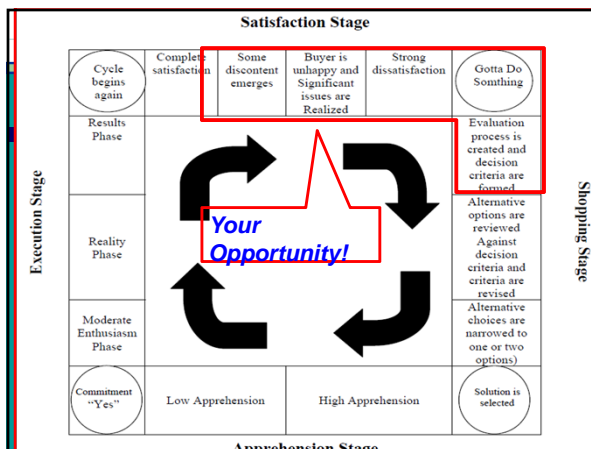 Satisfaction Stage
Cycle
begins
again
Complete
satisfaction
Some
discontent
emerges
Buyer is
unhappy and
Significant
issues are
Realized
Strong
dissatisfaction
Gotta Do
Somthing
Results
Phase
Evaluation
process is
created and
decision
criteria are
formed
Execution Stage
Shopping Stage
Your
Opportunity!
Reality
Phase
Alternative
options are
reviewed
Against
decision
criteria and
criteria are
revised
Moderate
Enthusiasm
Phase
Alternative
choices are
narrowed to
one or two
options)
Commitment
“Yes”
Low Apprehension
High Apprehension
Solution is
selected
Apprehension Stage